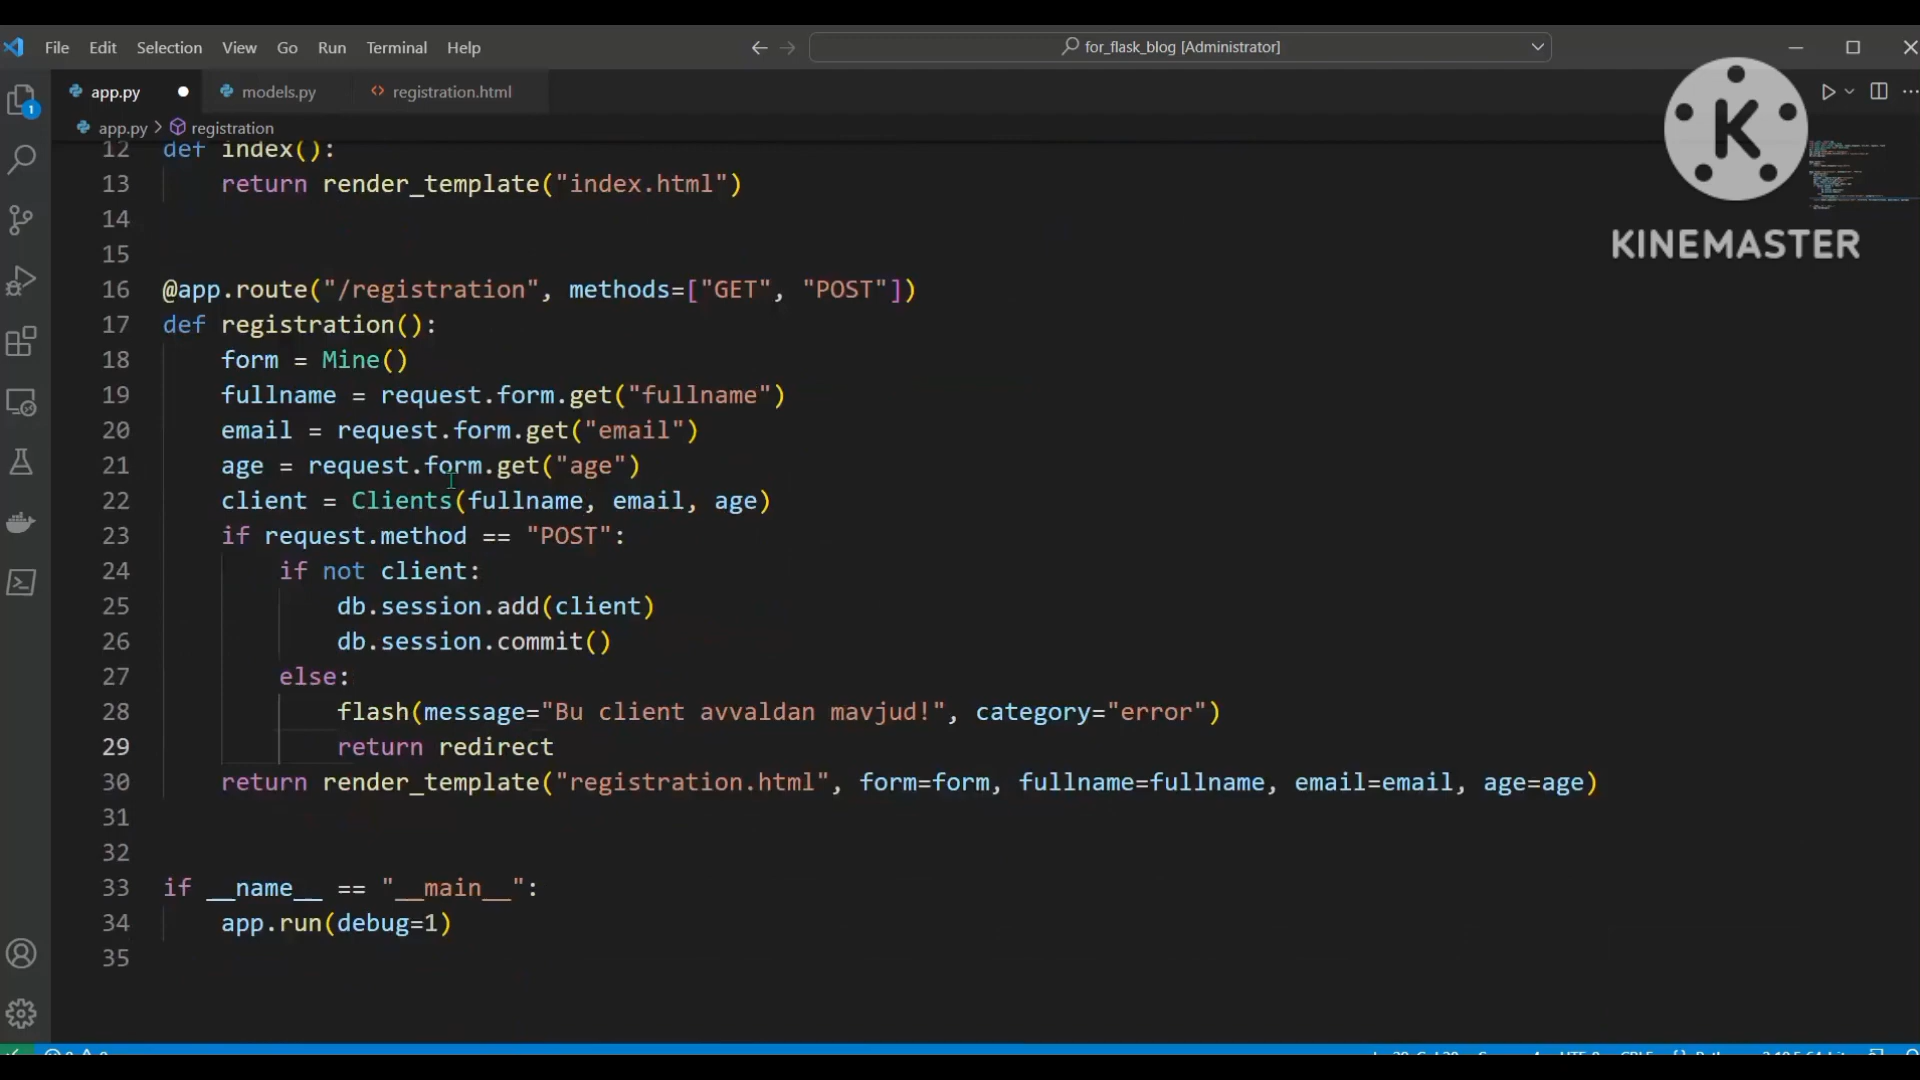 File Edit Selection View Go Run Terminal Help
for_flask_blog [Administrator]
app.py models.py registration.html
app.py > registration
12 def index():
13 return render_template("index.html")
14
15
16 @app.route("/registration", methods=["GET", "POST"])
17 def registration():
18 form = Mine()
19 fullname = request.form.get("fullname")
20 email = request.form.get("email")
21 age = request.form.get("age")
22 client = Clients(fullname, email, age)
23 if request.method == "POST":
24 if not client:
25 db.session.add(client)
26 db.session.commit()
27 else:
28 flash(message="Bu client avvaldan mavjud!", category="error")
29 return redirect
30 return render_template("registration.html", form=form, fullname=fullname, email=email, age=age)
31
32
33 if __name__ == "__main__":
34 app.run(debug=1)
35
1
K
KINEMASTER